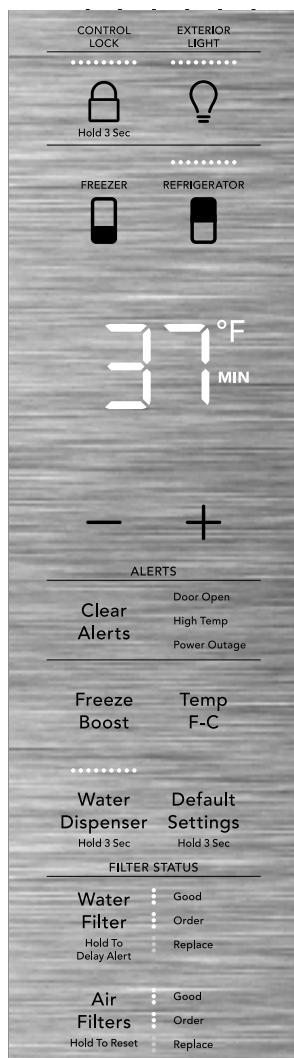 CONTROL LOCK
EXTERIOR LIGHT
Hold 3 Sec
FREEZER
REFRIGERATOR
37 °F
MIN
− +
ALERTS
Clear Alerts
Door Open
High Temp
Power Outage
Freeze Boost
Temp F-C
Water Dispenser
Hold 3 Sec
Default Settings
Hold 3 Sec
FILTER STATUS
Water Filter
Hold To Delay Alert
Good
Order
Replace
Air Filters
Hold To Reset
Good
Order
Replace